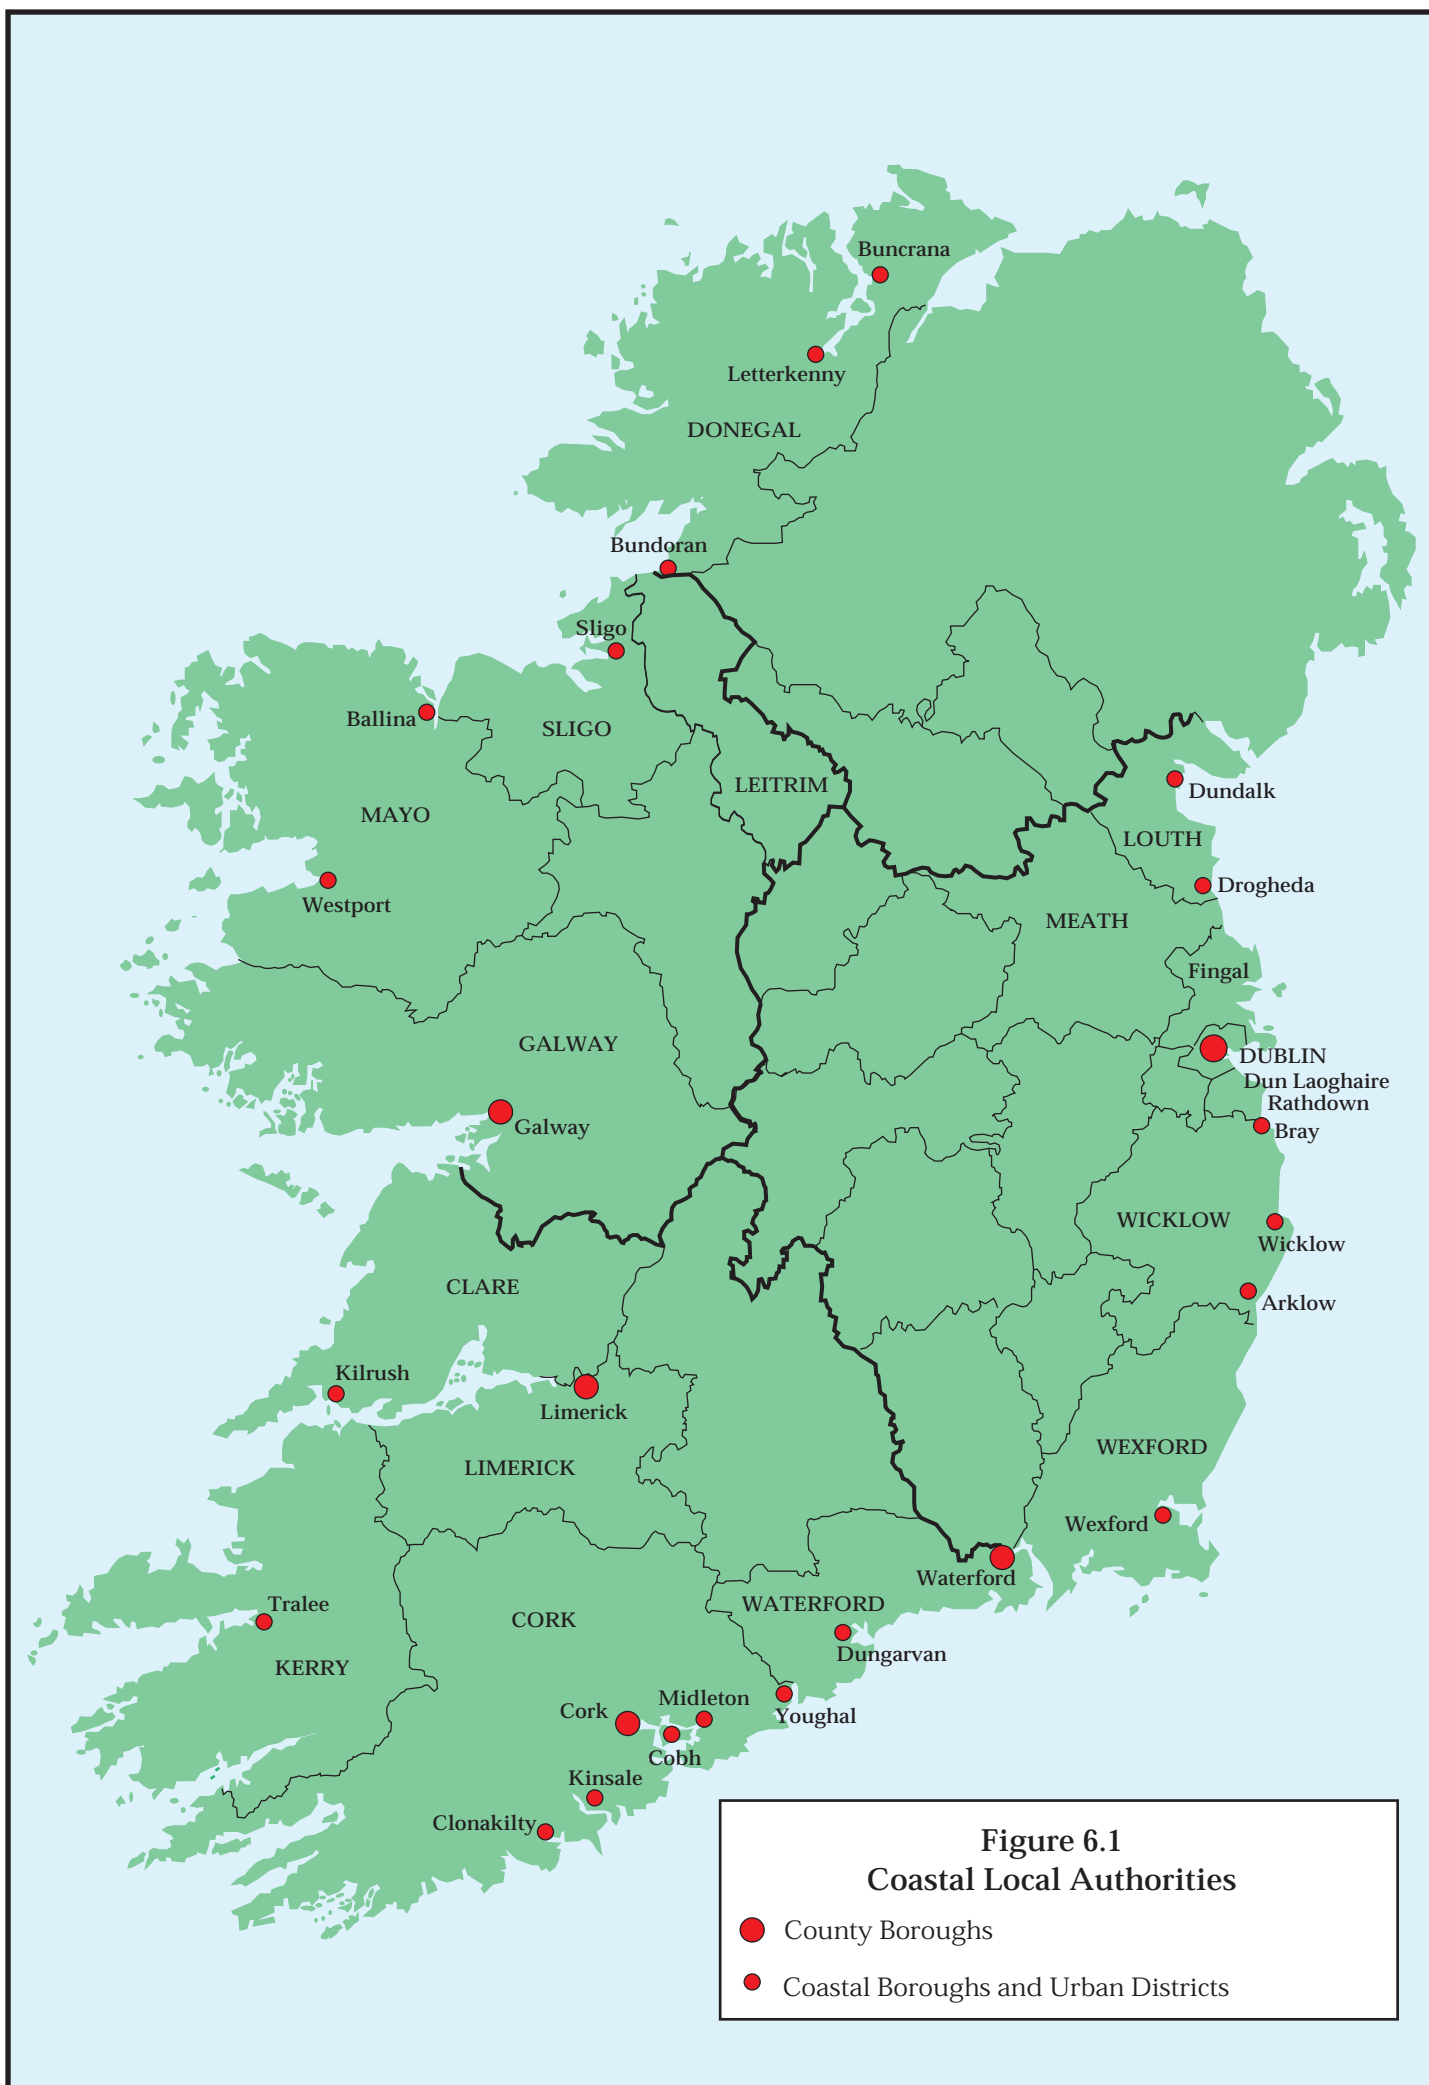 Buncrana
Letterkenny
DONEGAL
Bundoran
Sligo
Ballina
SLIGO
LEITRIM
Dundalk
MAYO
LOUTH
Drogheda
Westport
MEATH
Fingal
GALWAY
DUBLIN
Dun Laoghaire
Rathdown
Galway
Bray
WICKLOW
Wicklow
CLARE
Arklow
Kilrush
Limerick
WEXFORD
LIMERICK
Wexford
Waterford
Tralee
WATERFORD
CORK
Dungarvan
KERRY
Midleton
Cork
Youghal
Cobh
Kinsale
Clonakilty
Figure 6.1
Coastal Local Authorities
County Boroughs
Coastal Boroughs and Urban Districts